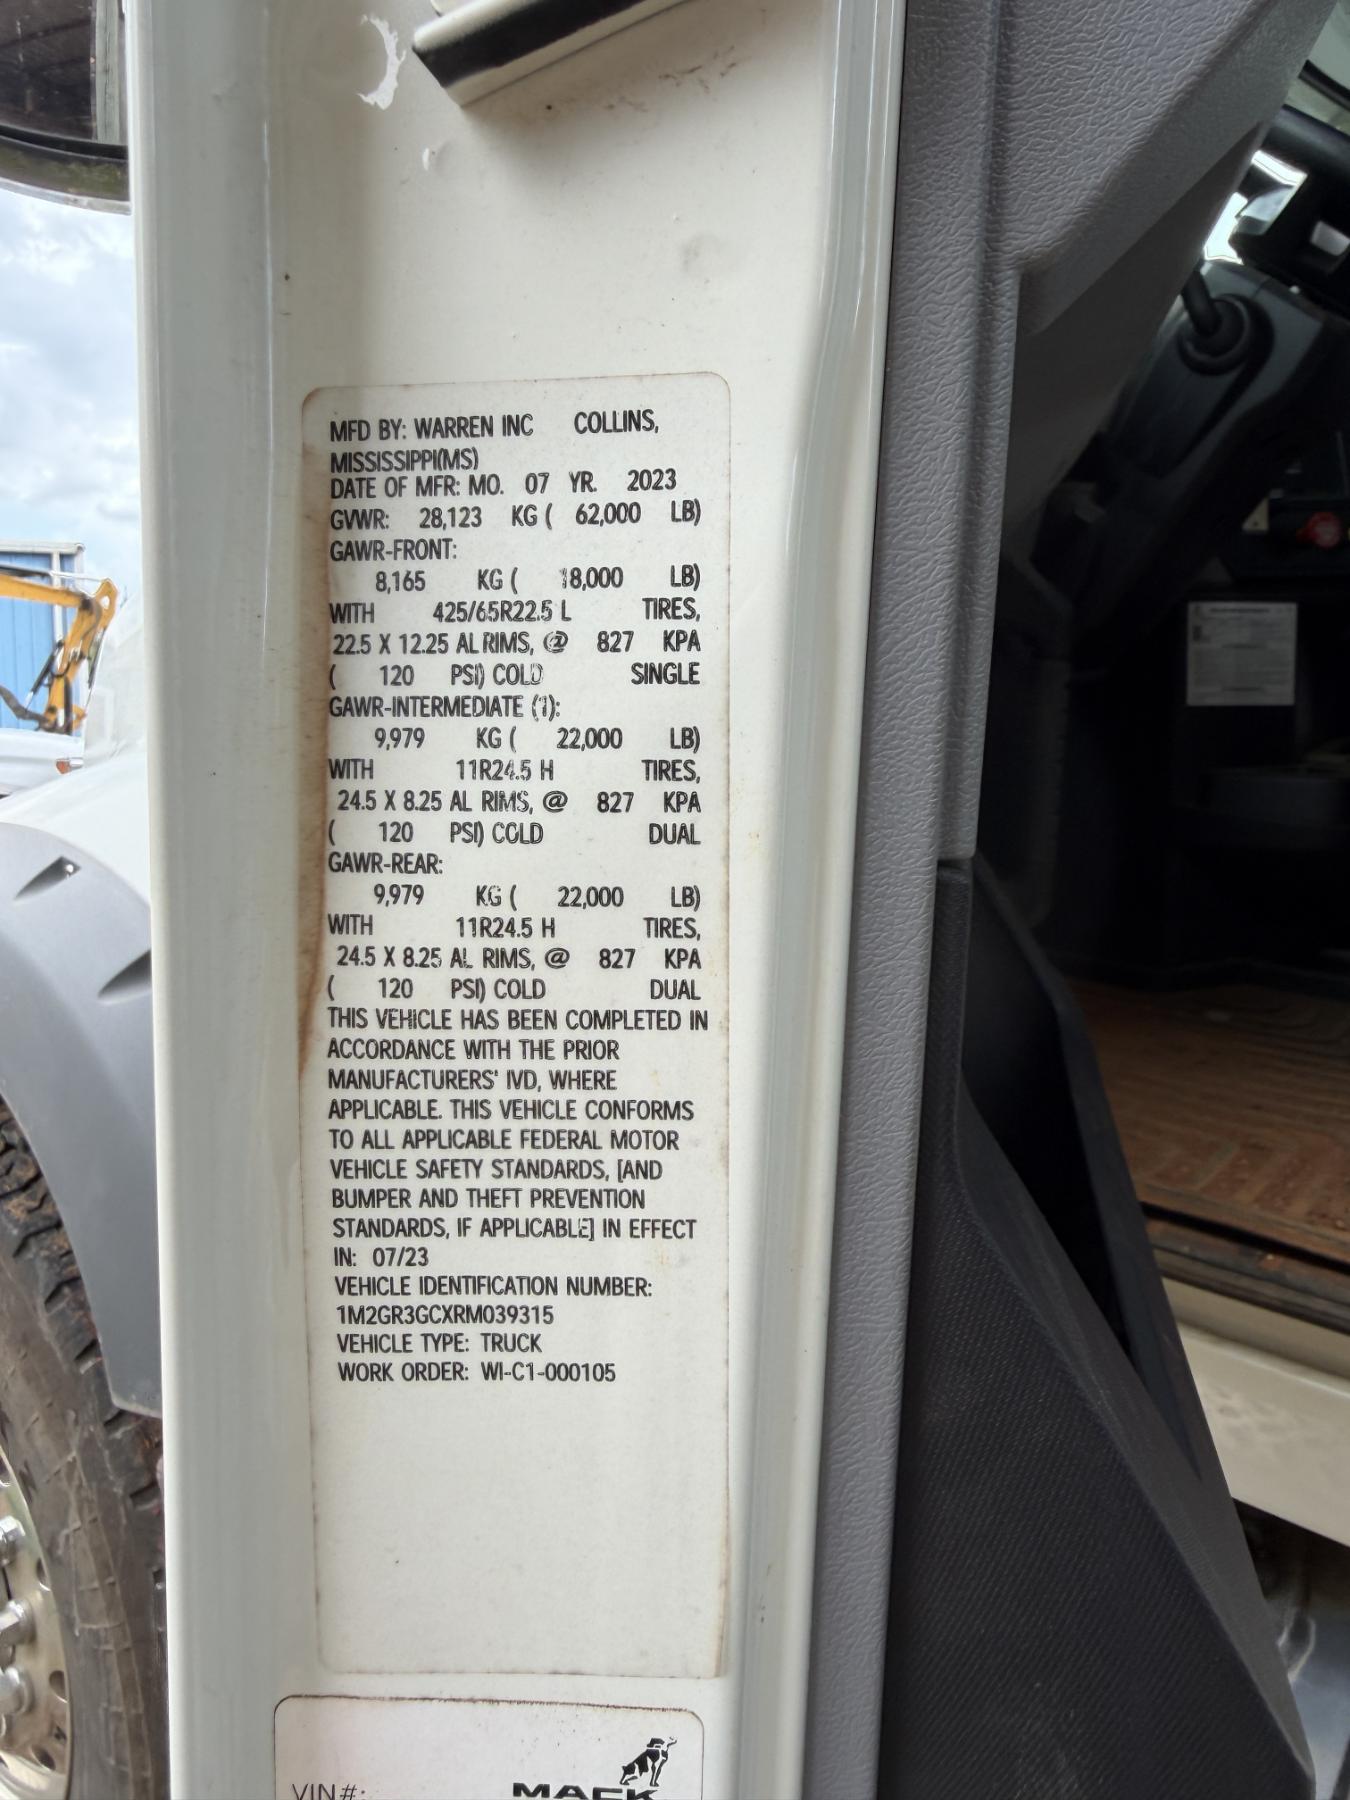 MFD BY: WARREN INC COLLINS,
MISSISSIPPI(MS)
DATE OF MFR: MO. 07 YR. 2023
GVWR: 28,123 KG ( 62,000 LB)
GAWR-FRONT:
8,165 KG ( 18,000 LB)
WITH 425/65R22.5 L TIRES,
22.5 X 12.25 AL RIMS, @ 827 KPA
( 120 PSI) COLD SINGLE
GAWR-INTERMEDIATE (1):
9,979 KG ( 22,000 LB)
WITH 11R24.5 H TIRES,
24.5 X 8.25 AL RIMS, @ 827 KPA
( 120 PSI) COLD DUAL
GAWR-REAR:
9,979 KG ( 22,000 LB)
WITH 11R24.5 H TIRES,
24.5 X 8.25 AL RIMS, @ 827 KPA
( 120 PSI) COLD DUAL
THIS VEHICLE HAS BEEN COMPLETED IN
ACCORDANCE WITH THE PRIOR
MANUFACTURERS' IVD, WHERE
APPLICABLE. THIS VEHICLE CONFORMS
TO ALL APPLICABLE FEDERAL MOTOR
VEHICLE SAFETY STANDARDS, [AND
BUMPER AND THEFT PREVENTION
STANDARDS, IF APPLICABLE] IN EFFECT
IN: 07/23
VEHICLE IDENTIFICATION NUMBER:
1M2GR3GCXRM039315
VEHICLE TYPE: TRUCK
WORK ORDER: WI-C1-000105
VIN#: MACK